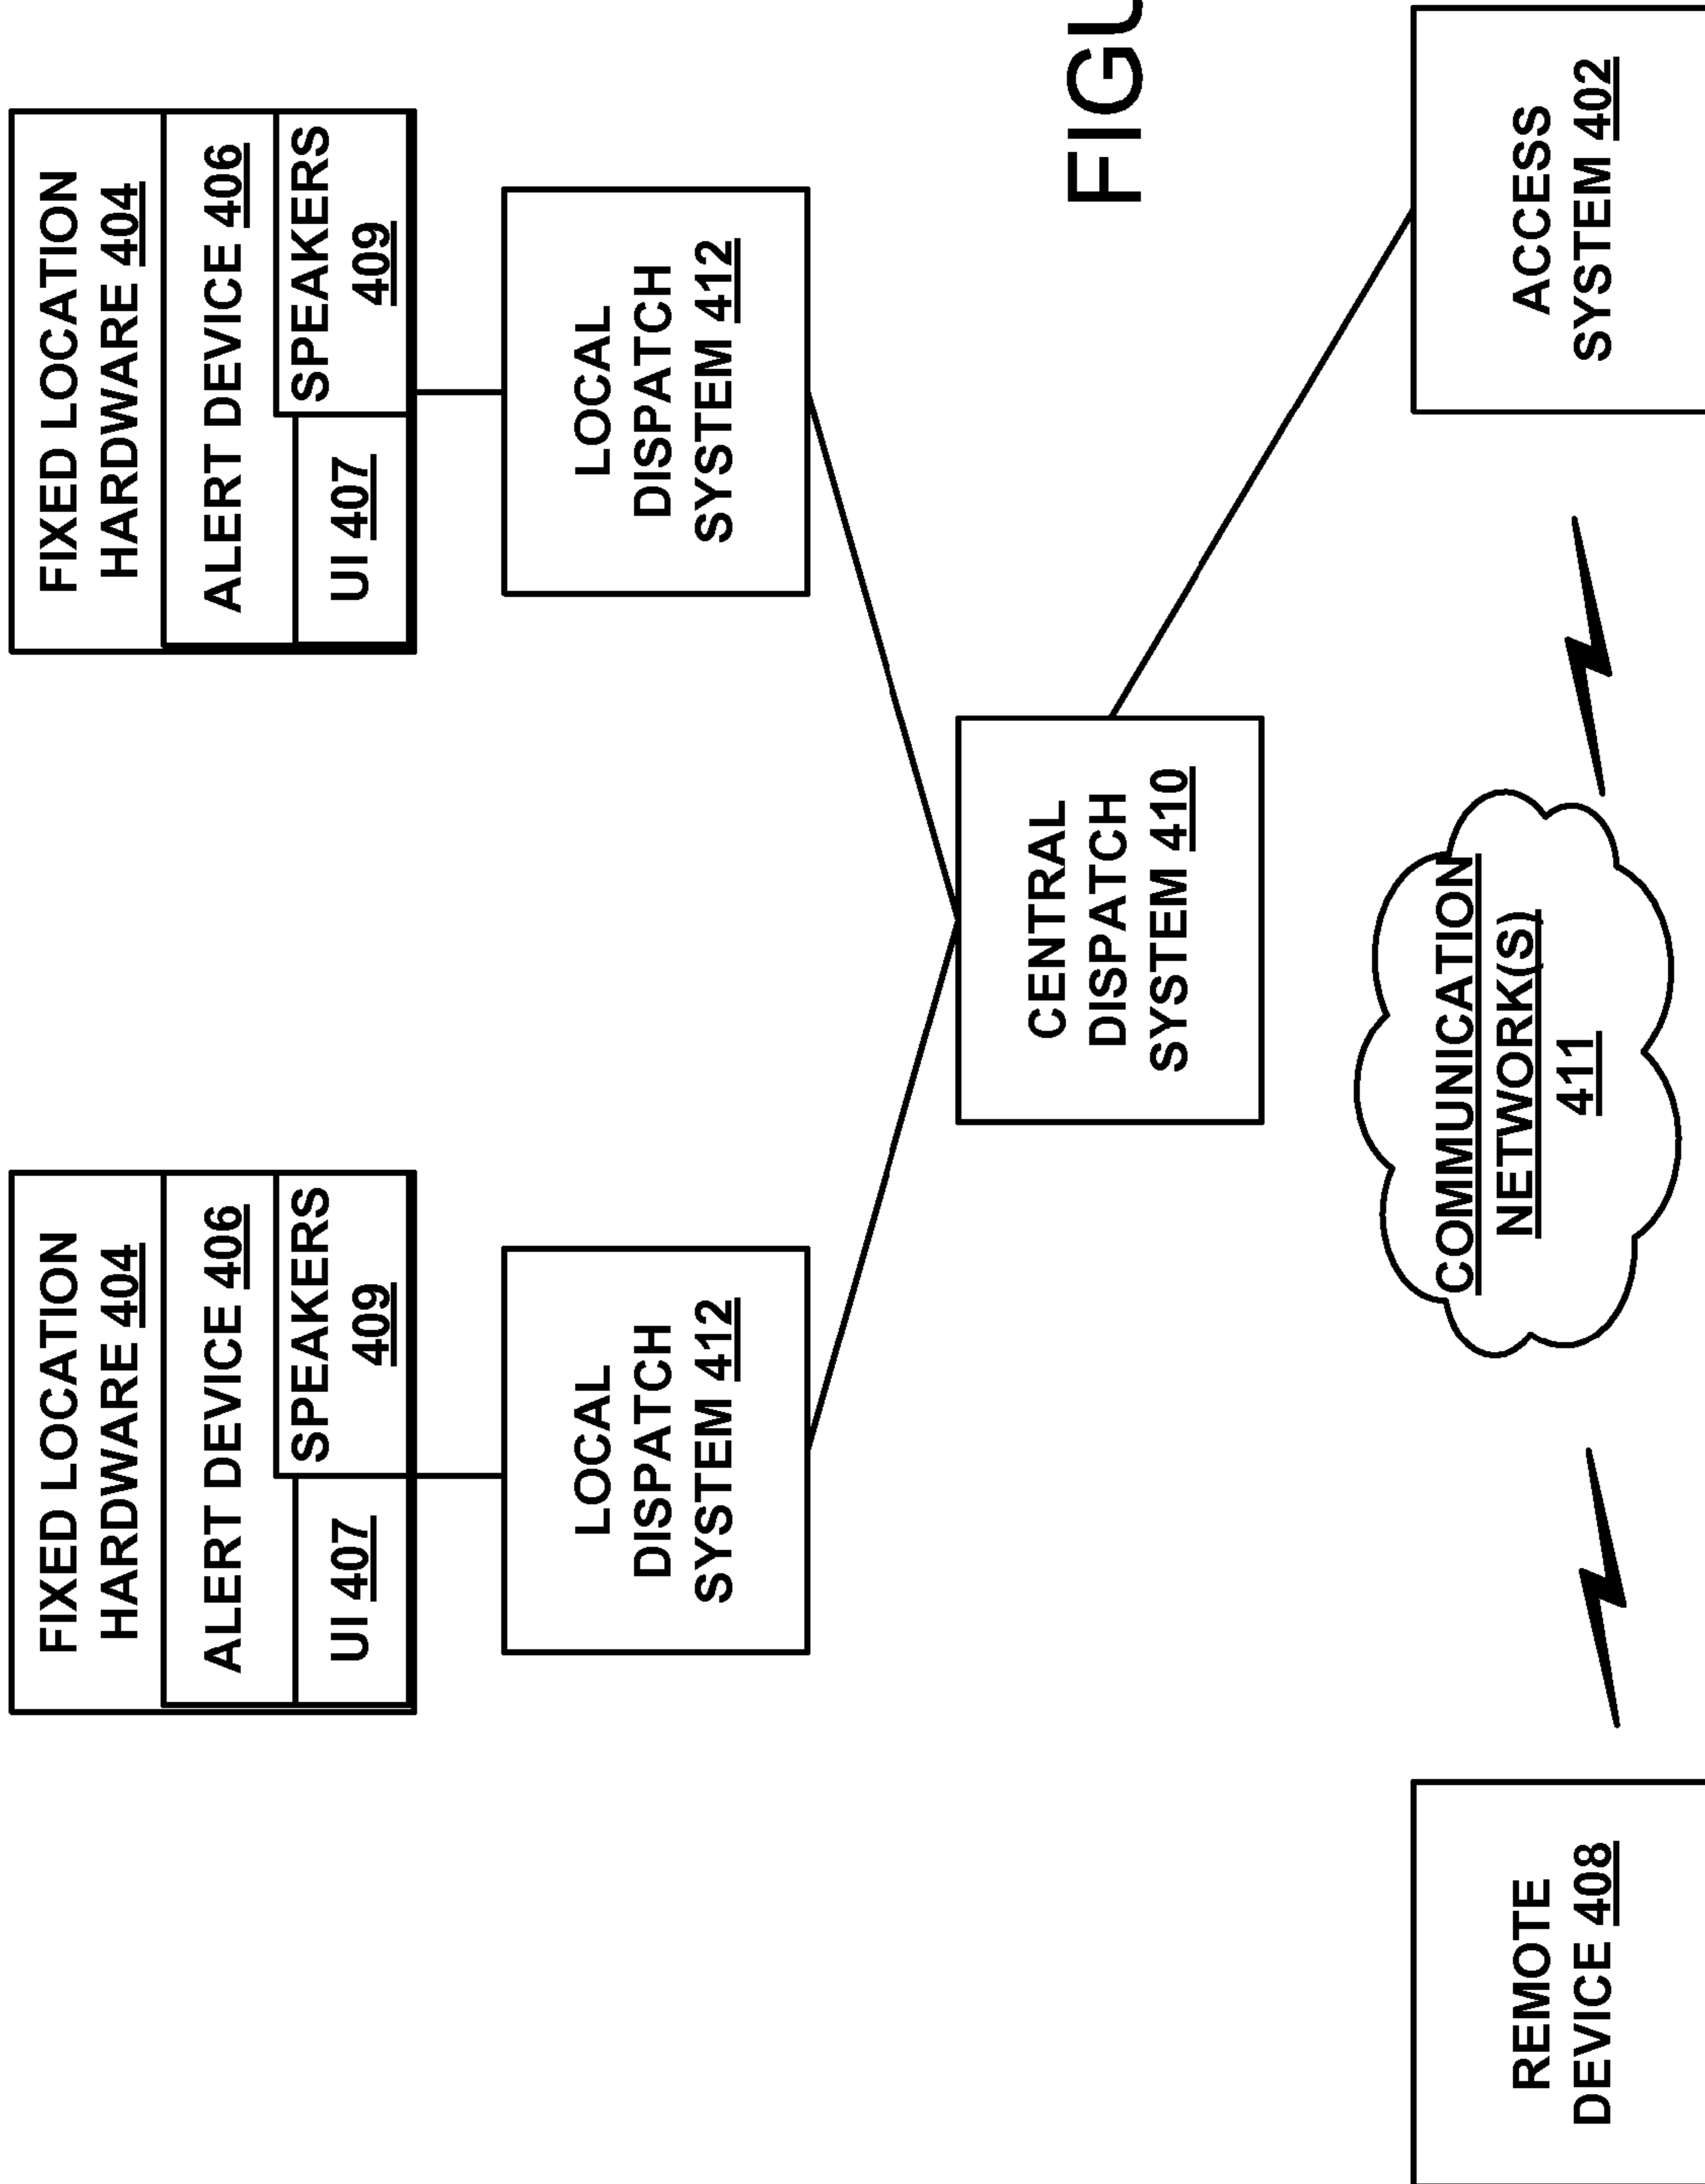 FIXED LOCATION
HARDWARE 404
ALERT DEVICE 406
UI 407
SPEAKERS
409
FIXED LOCATION
HARDWARE 404
ALERT DEVICE 406
UI 407
SPEAKERS
409
LOCAL
DISPATCH
SYSTEM 412
LOCAL
DISPATCH
SYSTEM 412
CENTRAL
DISPATCH
SYSTEM 410
FIGU
REMOTE
DEVICE 408
COMMUNICATION
NETWORK(S)
411
ACCESS
SYSTEM 402